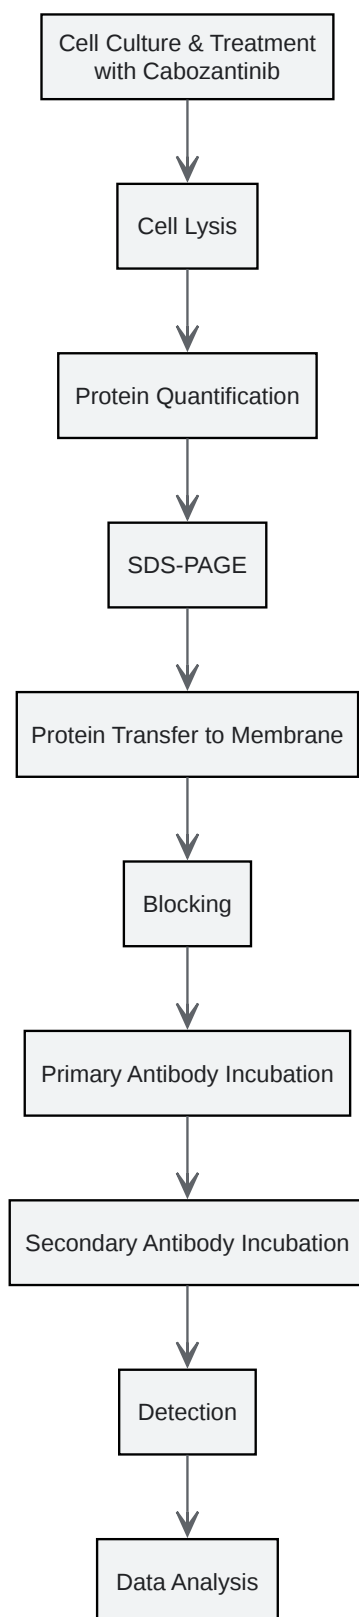 Cell Culture & Treatment
with Cabozantinib
Cell Lysis
Protein Quantification
SDS-PAGE
Protein Transfer to Membrane
Blocking
Primary Antibody Incubation
Secondary Antibody Incubation
Detection
Data Analysis